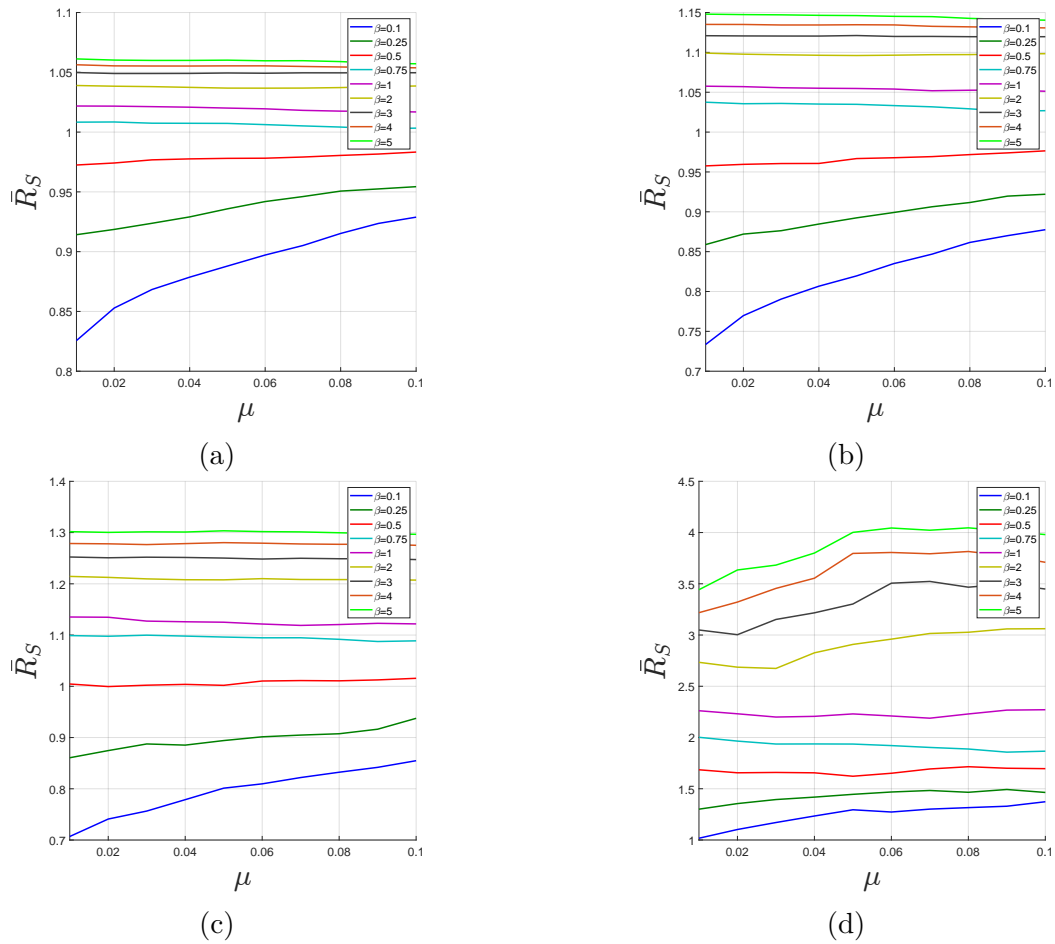 1.1
1.05
1
0.95
0.9
0.85
0.8
R̄_S
0.02
0.04
0.06
0.08
0.1
μ
β=0.1
β=0.25
β=0.5
β=0.75
β=1
β=2
β=3
β=4
β=5
(a)
1.15
1.1
1.05
1
0.95
0.9
0.85
0.8
0.75
0.7
R̄_S
0.02
0.04
0.06
0.08
0.1
μ
β=0.1
β=0.25
β=0.5
β=0.75
β=1
β=2
β=3
β=4
β=5
(b)
1.4
1.3
1.2
1.1
1
0.9
0.8
0.7
R̄_S
0.02
0.04
0.06
0.08
0.1
μ
β=0.1
β=0.25
β=0.5
β=0.75
β=1
β=2
β=3
β=4
β=5
(c)
4.5
4
3.5
3
2.5
2
1.5
1
R̄_S
0.02
0.04
0.06
0.08
0.1
μ
β=0.1
β=0.25
β=0.5
β=0.75
β=1
β=2
β=3
β=4
β=5
(d)